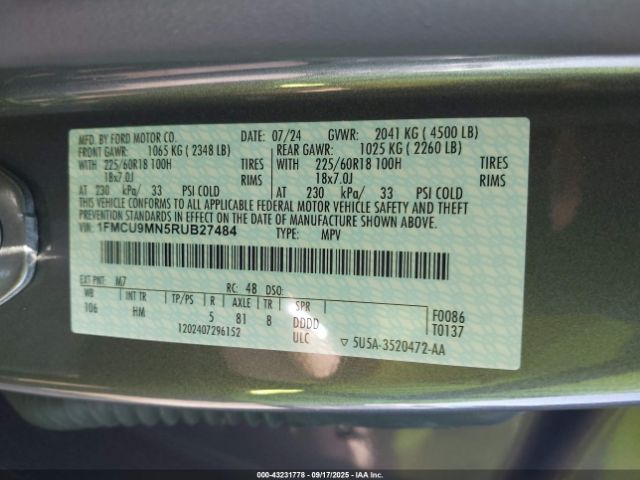 MFD. BY FORD MOTOR CO. DATE: 07/24 GVWR: 2041 KG ( 4500 LB)
FRONT GAWR: 1065 KG ( 2348 LB) REAR GAWR: 1025 KG ( 2260 LB)
WITH 225/60R18 100H TIRES WITH 225/60R18 100H TIRES
18x7.0J RIMS 18x7.0J RIMS
AT 230 kPa/ 33 PSI COLD AT 230 kPa/ 33 PSI COLD
THIS VEHICLE CONFORMS TO ALL APPLICABLE FEDERAL MOTOR VEHICLE SAFETY AND THEFT
PREVENTION STANDARDS IN EFFECT ON THE DATE OF MANUFACTURE SHOWN ABOVE.
VIN: 1FMCU9MN5RUB27484 TYPE: MPV
EXT PNT: M7 RC: 48 DSO:
WB INT TR TP/PS R AXLE TR SPR F0086
106 HM 5 81 8 DDDD T0137
1202407296152 ULC ▽ 5U5A-3520472-AA
000-43231778 - 09/17/2025 - IAAI.COM